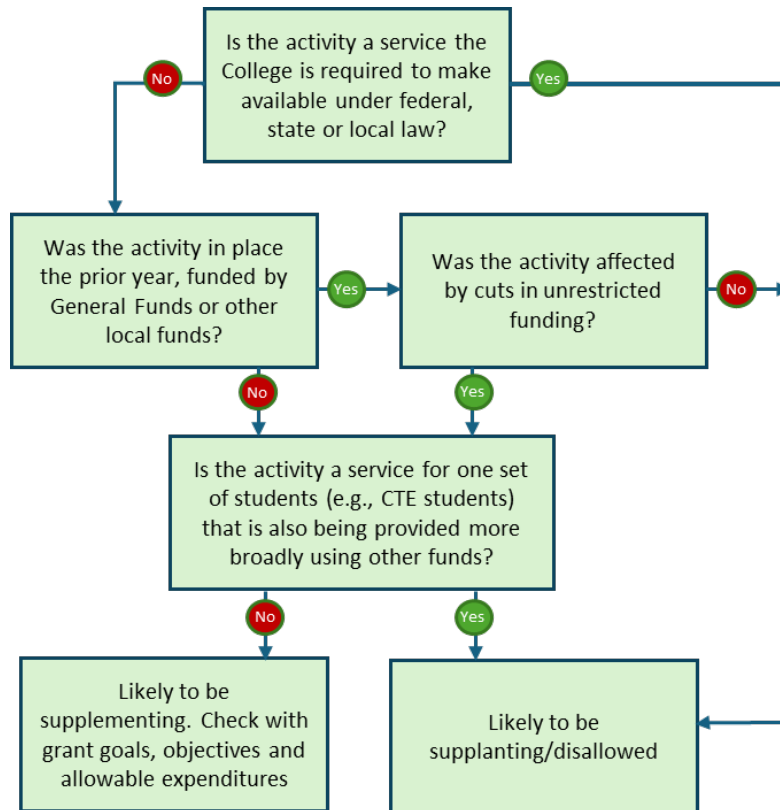 Is the activity a service the
College is required to make
available under federal,
state or local law?
No
Yes
Was the activity in place
the prior year, funded by
General Funds or other
local funds?
Yes
Was the activity affected
by cuts in unrestricted
funding?
No
No
Yes
Is the activity a service for one set
of students (e.g., CTE students)
that is also being provided more
broadly using other funds?
No
Yes
Likely to be
supplementing. Check with
grant goals, objectives and
allowable expenditures
Likely to be
supplanting/disallowed